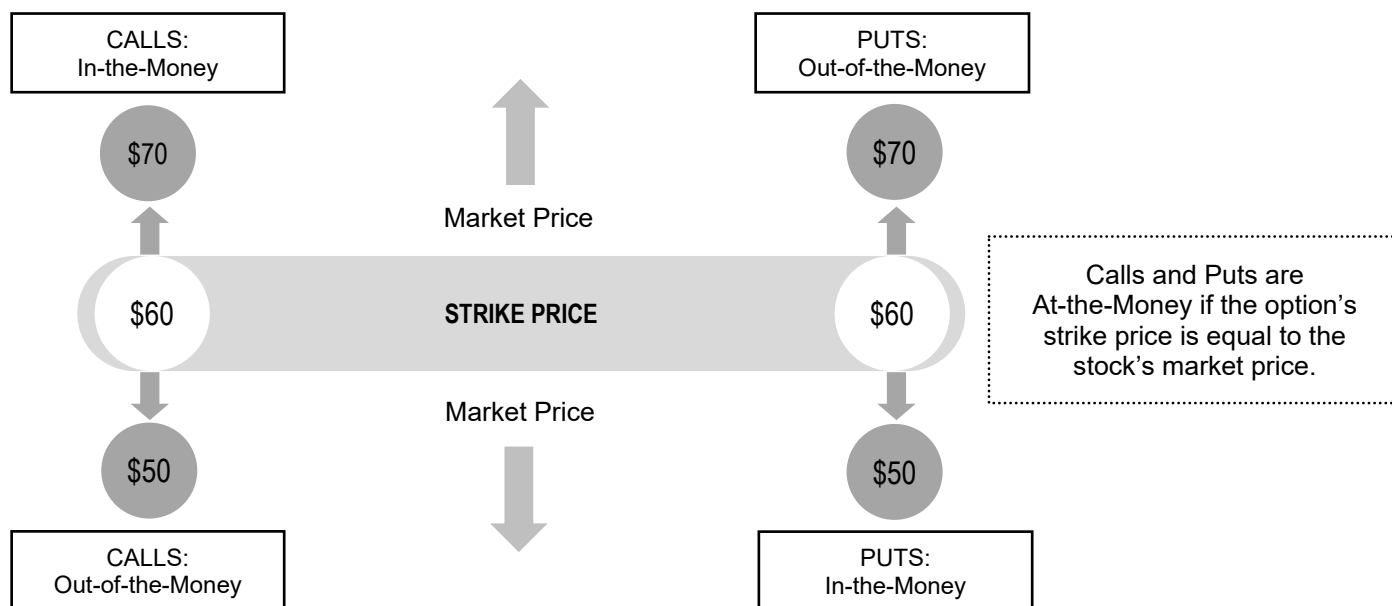 CALLS:
In-the-Money
PUTS:
Out-of-the-Money
$70
$70
Market Price
$60
STRIKE PRICE
$60
Calls and Puts are
At-the-Money if the option’s
strike price is equal to the
stock’s market price.
Market Price
$50
$50
CALLS:
Out-of-the-Money
PUTS:
In-the-Money